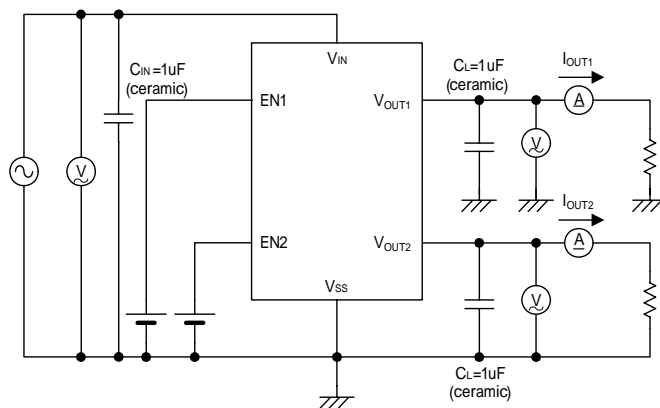 VIN
CIN=1uF
(ceramic)
EN1
VOUT1
CL=1uF
(ceramic)
IOUT1
A
V
V
EN2
VOUT2
IOUT2
A
V
VSS
CL=1uF
(ceramic)